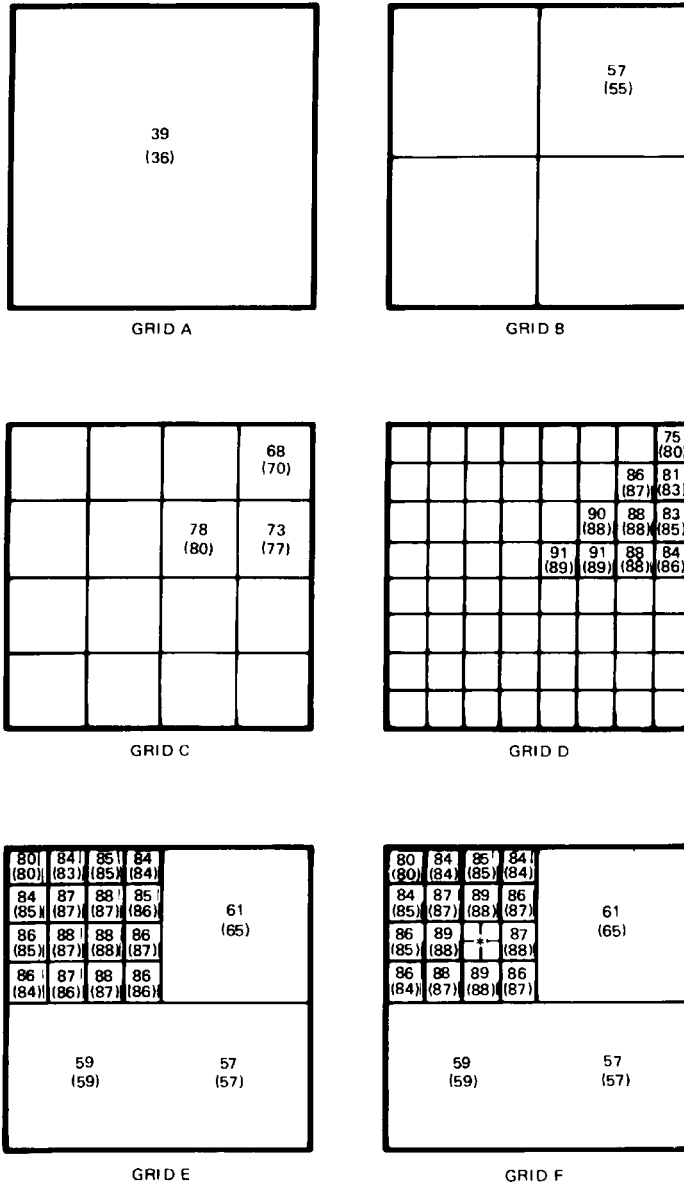 39
(36)
57
(55)
GRID A
GRID B
68
(70)
78
(80)
73
(77)
75
(80)
86
(87)
81
(83)
90
(88)
88
(88)
83
(85)
91
(89)
91
(89)
88
(88)
84
(86)
GRID C
GRID D
80 84 85 84
(80) (83) (85) (84)
84 87 88 85
(85) (87) (87) (86)
86 88 88 86
(85) (87) (88) (87)
86 87 88 86
(84) (86) (87) (86)
61
(65)
59
(59)
57
(57)
80 84 85 84
(80) (84) (85) (84)
84 87 89 86
(85) (87) (88) (87)
86 89 87
(85) (88) (88)
86 88 89 86
(84) (87) (88) (87)
61
(65)
59
(59)
57
(57)
GRID E
GRID F